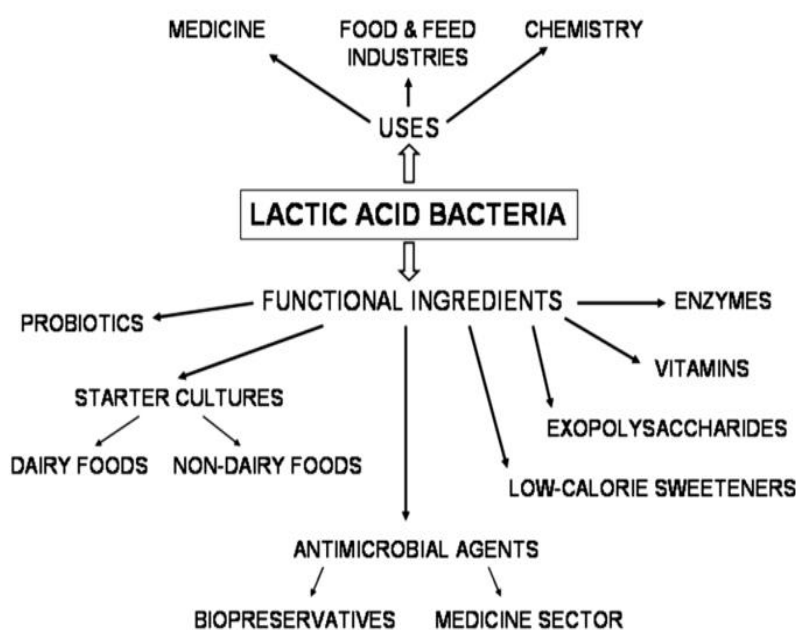 MEDICINE
FOOD & FEED
INDUSTRIES
CHEMISTRY
USES
LACTIC ACID BACTERIA
FUNCTIONAL INGREDIENTS
ENZYMES
PROBIOTICS
VITAMINS
STARTER CULTURES
EXOPOLYSACCHARIDES
DAIRY FOODS
NON-DAIRY FOODS
LOW-CALORIE SWEETENERS
ANTIMICROBIAL AGENTS
BIOPRESERVATIVES
MEDICINE SECTOR